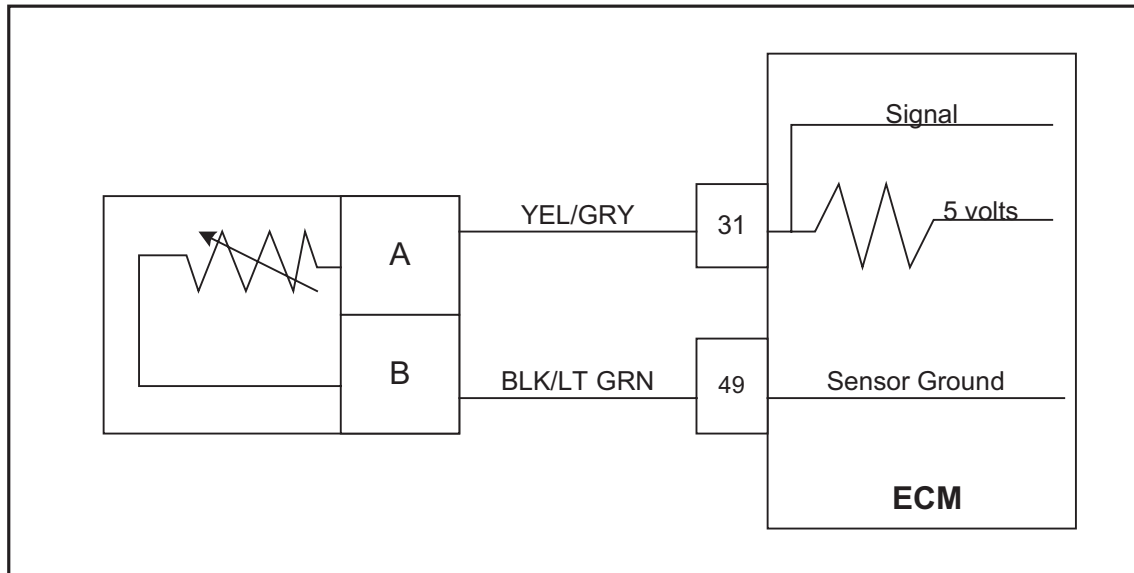 Signal
YEL/GRY
31
5 volts
A
B
BLK/LT GRN
49
Sensor Ground
ECM